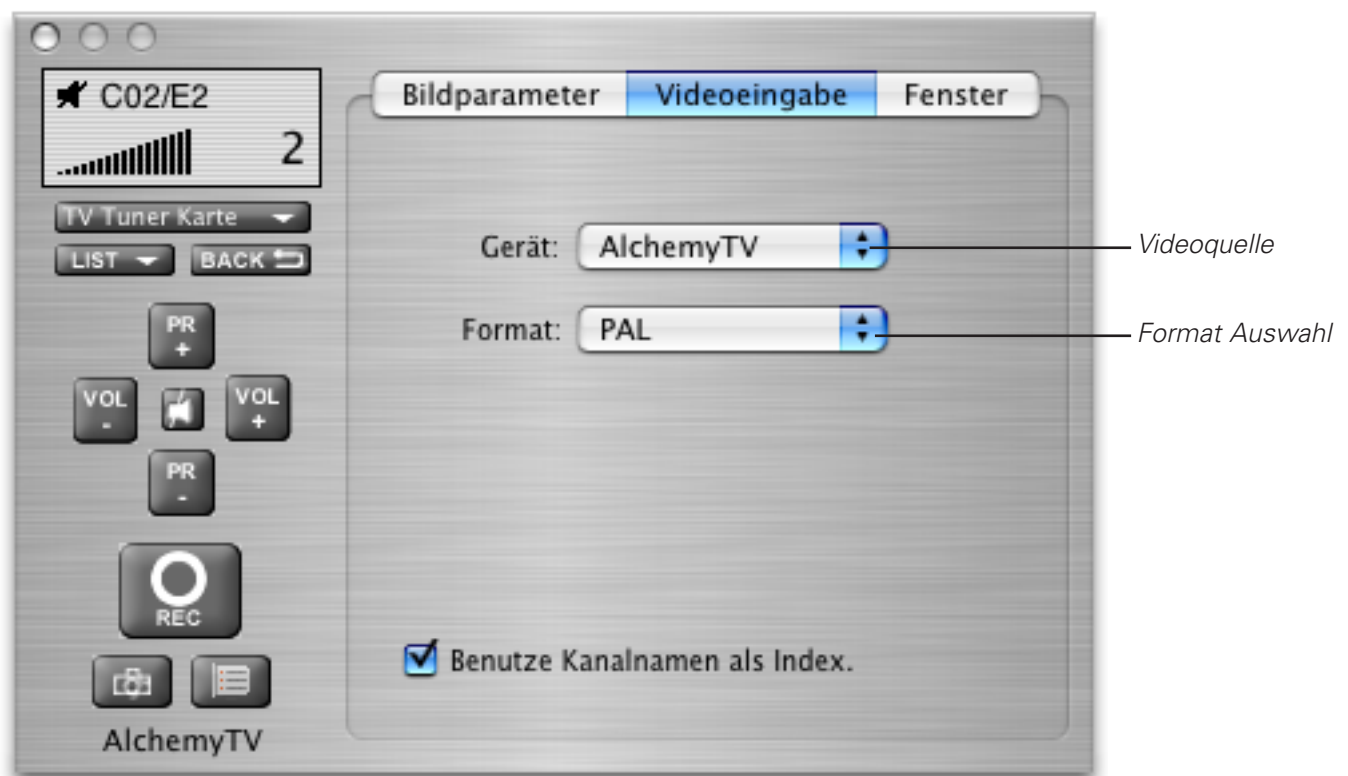 C02/E2
2
TV Tuner Karte
LIST
BACK
PR
+
VOL
-
VOL
+
PR
-
REC
AlchemyTV
Bildparameter
Videoeingabe
Fenster
Gerät: AlchemyTV
Videoquelle
Format: PAL
Format Auswahl
Benutze Kanalnamen als Index.